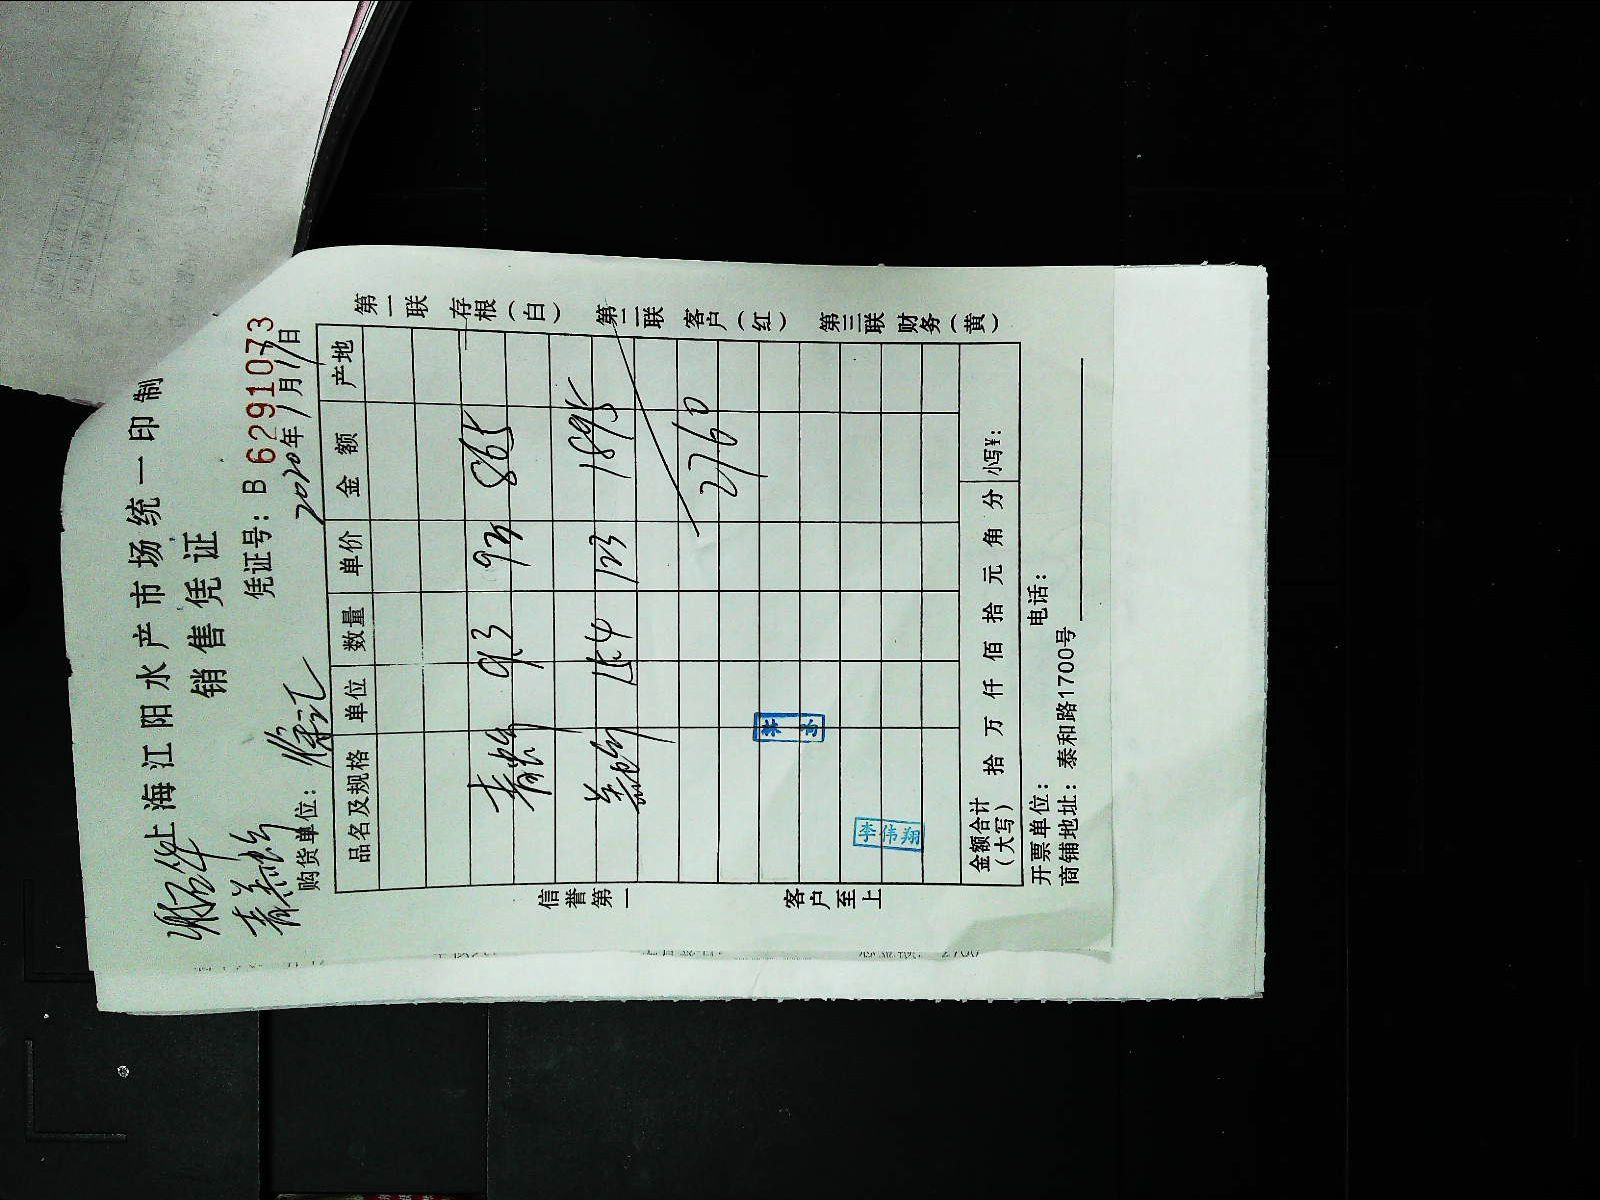 上海江阳水产市场统一印制
销售凭证
凭证号：B 6291073
购货单位：
2020年1月17日
品名及规格 单位 数量 单价 金额 产地
9.3 93 865
15.4 123 1895
2760
李伟翔
金额合计（大写） 拾 万 仟 佰 拾 元 角 分 小写¥：
开票单位： 电话：
商铺地址：泰和路1700号
信誉第一
客户至上
第一联 存根（白）
第二联 客户（红）
第三联 财务（黄）